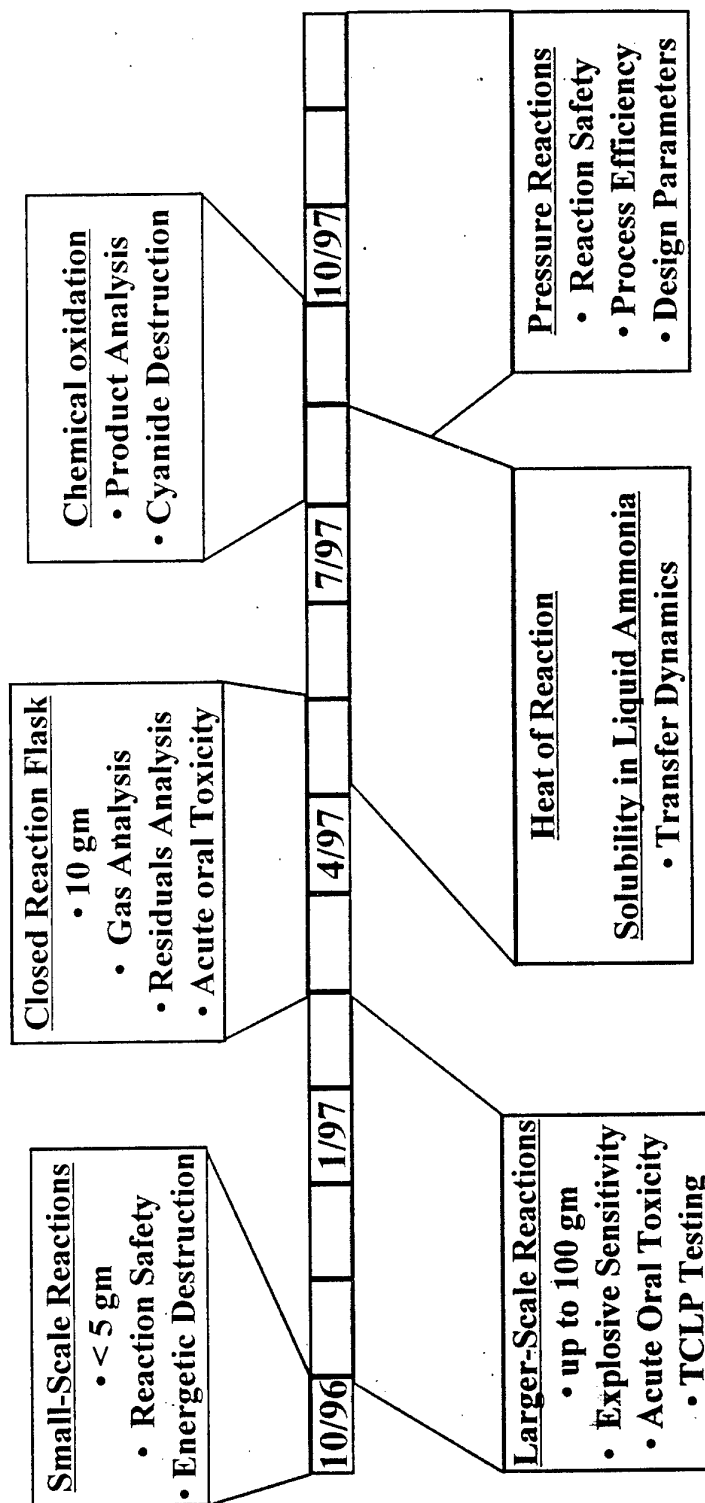 Small-Scale Reactions
• < 5 gm
• Reaction Safety
• Energetic Destruction
Closed Reaction Flask
• 10 gm
• Gas Analysis
• Residuals Analysis
• Acute oral Toxicity
Chemical oxidation
• Product Analysis
• Cyanide Destruction
10/96
1/97
4/97
7/97
10/97
Larger-Scale Reactions
• up to 100 gm
• Explosive Sensitivity
• Acute Oral Toxicity
• TCLP Testing
Heat of Reaction
Solubility in Liquid Ammonia
• Transfer Dynamics
Pressure Reactions
• Reaction Safety
• Process Efficiency
• Design Parameters